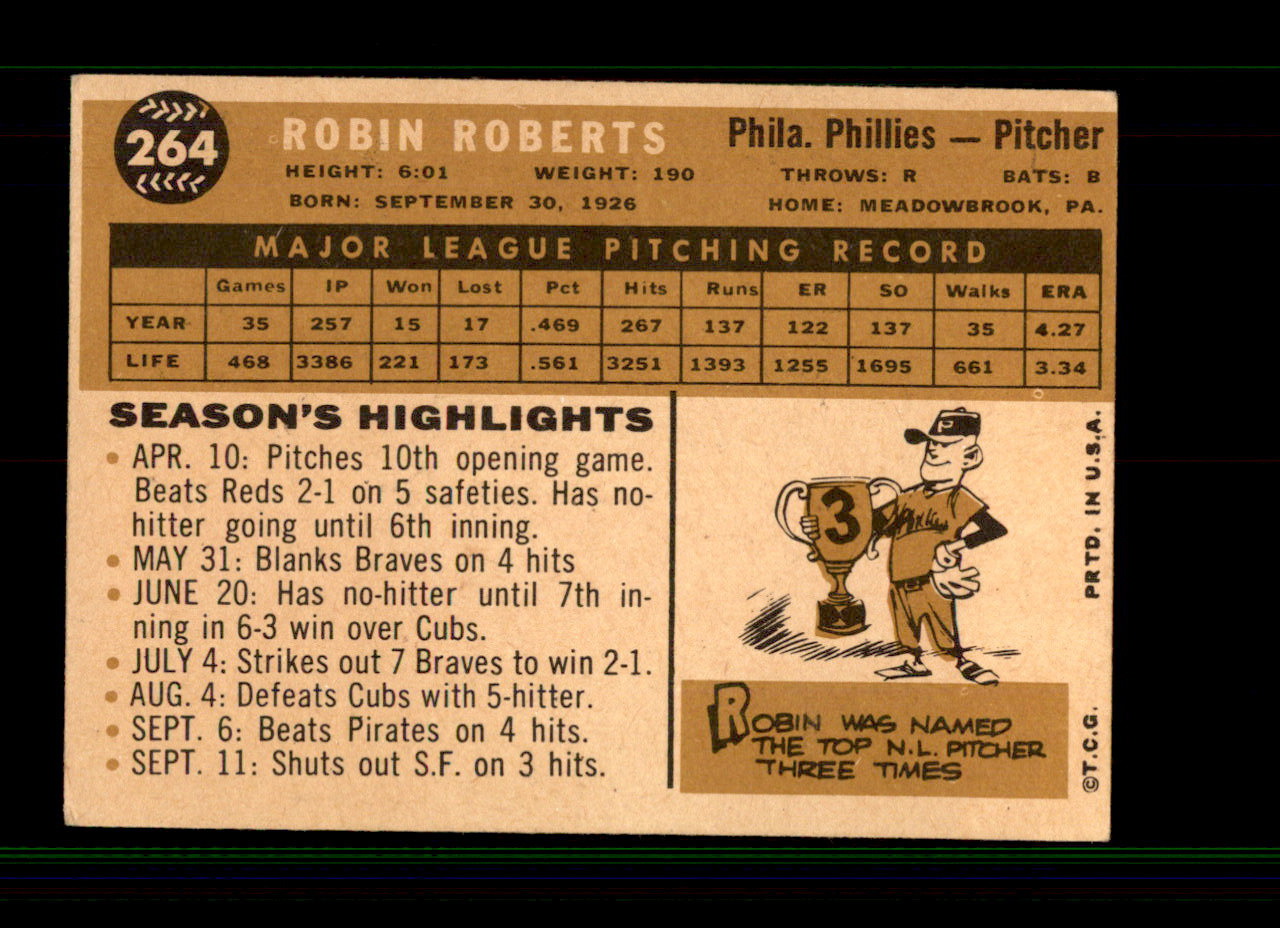 264
ROBIN ROBERTS
Phila. Phillies — Pitcher
HEIGHT: 6:01 WEIGHT: 190 THROWS: R BATS: B
BORN: SEPTEMBER 30, 1926 HOME: MEADOWBROOK, PA.
MAJOR LEAGUE PITCHING RECORD
Games IP Won Lost Pct Hits Runs ER SO Walks ERA
YEAR 35 257 15 17 .469 267 137 122 137 35 4.27
LIFE 468 3386 221 173 .561 3251 1393 1255 1695 661 3.34
SEASON'S HIGHLIGHTS
• APR. 10: Pitches 10th opening game.
Beats Reds 2-1 on 5 safeties. Has no-
hitter going until 6th inning.
• MAY 31: Blanks Braves on 4 hits
• JUNE 20: Has no-hitter until 7th in-
ning in 6-3 win over Cubs.
• JULY 4: Strikes out 7 Braves to win 2-1.
• AUG. 4: Defeats Cubs with 5-hitter.
• SEPT. 6: Beats Pirates on 4 hits.
• SEPT. 11: Shuts out S.F. on 3 hits.
P
3
Phillies
ROBIN WAS NAMED
THE TOP N.L. PITCHER
THREE TIMES
©T.C.G. PRTD. IN U.S.A.